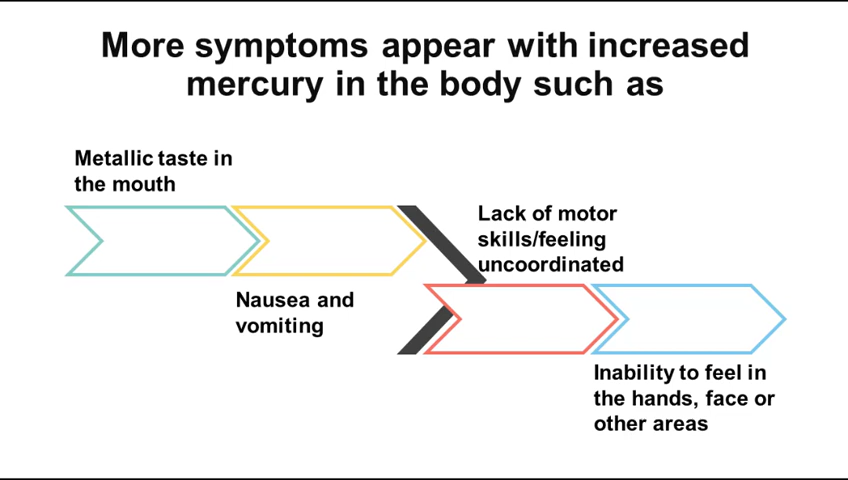 More symptoms appear with increased
mercury in the body such as
Metallic taste in
the mouth
Nausea and
vomiting
Lack of motor
skills/feeling
uncoordinated
Inability to feel in
the hands, face or
other areas